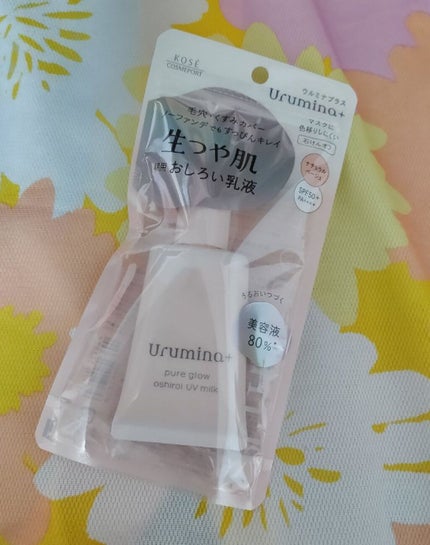 KOSÉ
COSMEPORT
ウルミナプラス
Urumina+
マスクに
色移りしにくい
毛穴・くすみカバー
ノーファンデでもすっぴんキレイ
生つや肌
おしろい乳液
ナチュラル
ベージュ
SPF50+
PA++++
うるおいつづく
美容液
80%
Urumina+
pure glow
oshiroi UV milk